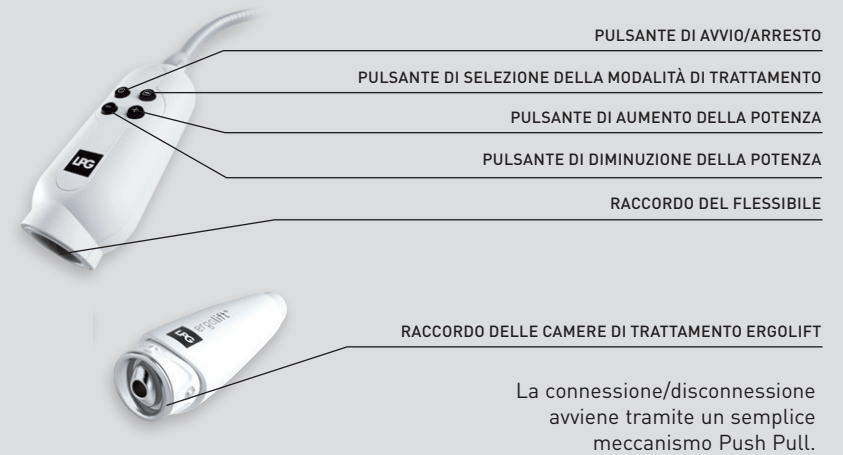 PULSANTE DI AVVIO/ARRESTO
PULSANTE DI SELEZIONE DELLA MODALITÀ DI TRATTAMENTO
PULSANTE DI AUMENTO DELLA POTENZA
PULSANTE DI DIMINUZIONE DELLA POTENZA
LPG
RACCORDO DEL FLESSIBILE
LPG ergolift®
RACCORDO DELLE CAMERE DI TRATTAMENTO ERGOLIFT
La connessione/disconnessione
avviene tramite un semplice
meccanismo Push Pull.